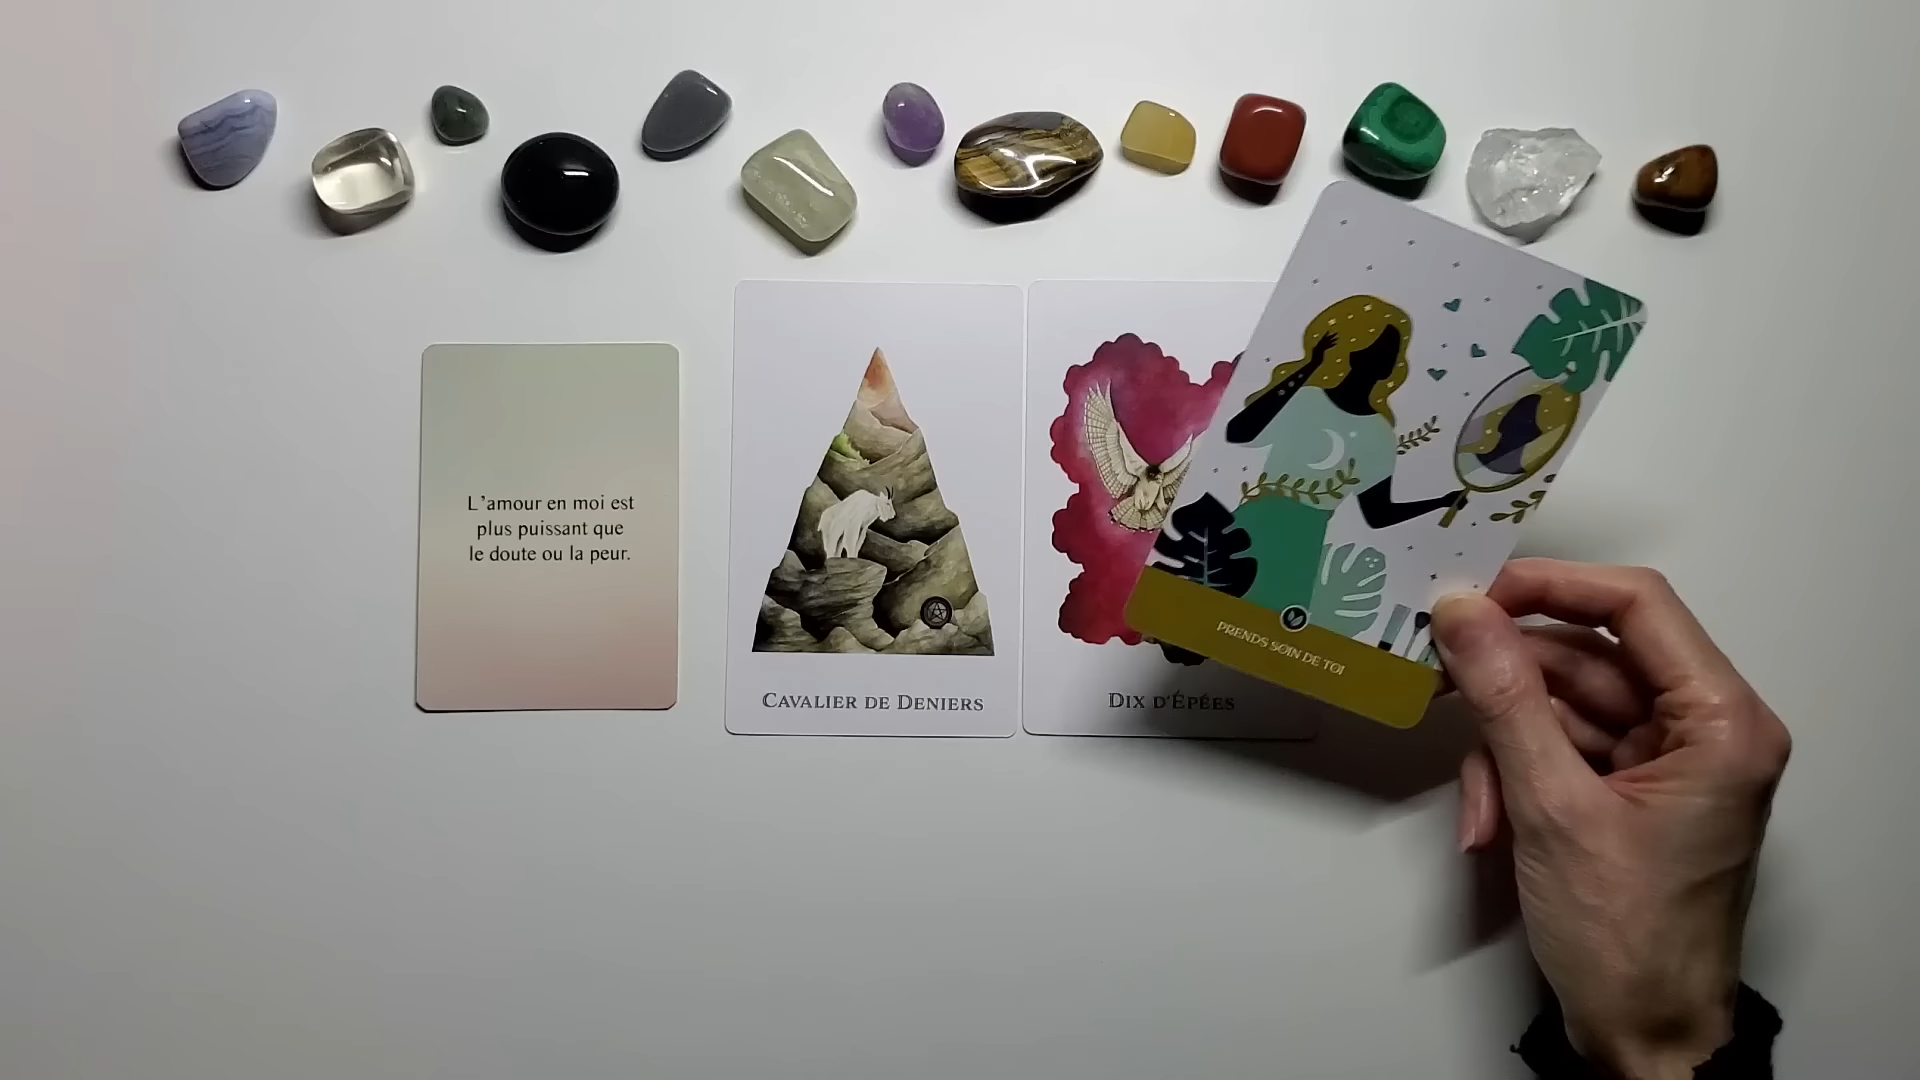 L'amour en moi est
plus puissant que
le doute ou la peur.
Cavalier de Deniers
Dix d'Épées
PRENDS SOIN DE TOI